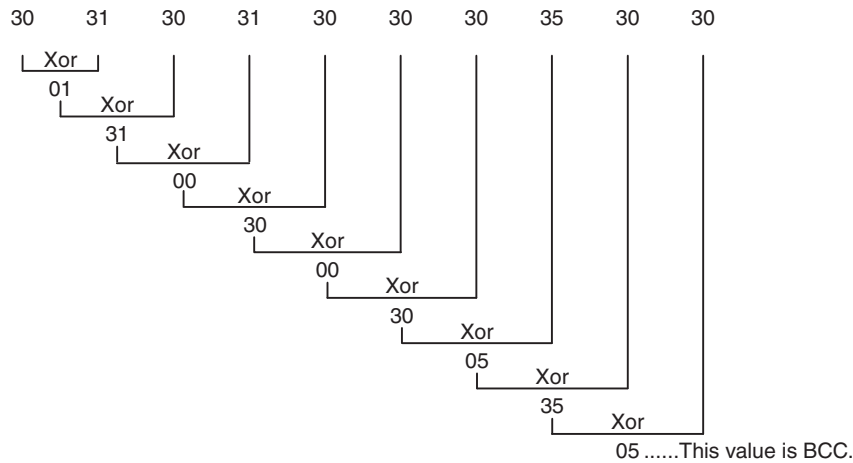 30 31 30 31 30 30 30 35 30 30
Xor
01
Xor
31
Xor
00
Xor
30
Xor
00
Xor
30
Xor
05
Xor
35
Xor
05 ......This value is BCC.